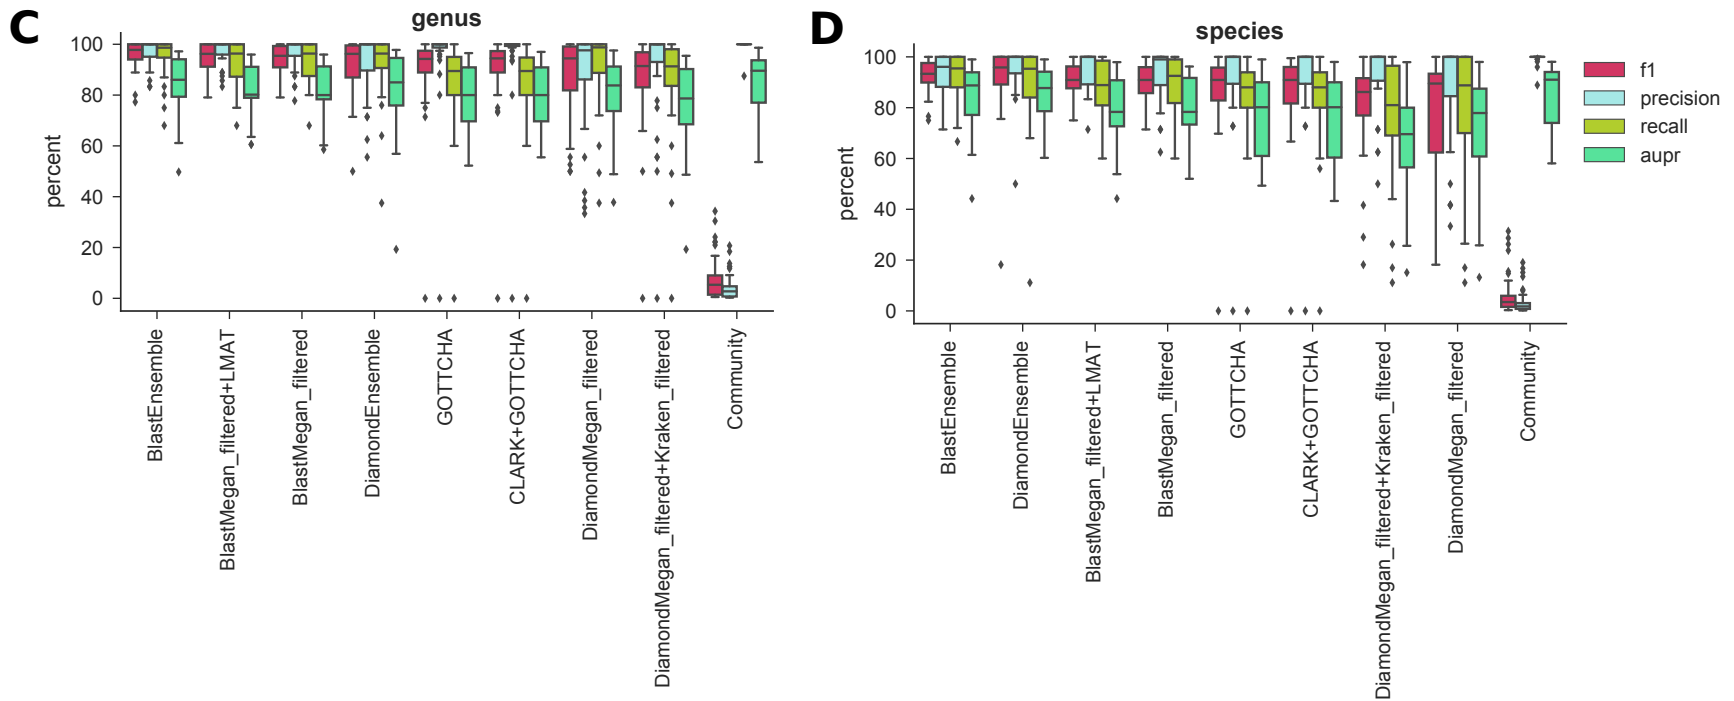 C
genus
percent
100
80
60
40
20
0
BlastEnsemble
BlastMegan_filtered+LMAT
BlastMegan_filtered
DiamondEnsemble
GOTTCHA
CLARK+GOTTCHA
DiamondMegan_filtered
DiamondMegan_filtered+Kraken_filtered
Community
D
species
percent
100
80
60
40
20
0
BlastEnsemble
DiamondEnsemble
BlastMegan_filtered+LMAT
BlastMegan_filtered
GOTTCHA
CLARK+GOTTCHA
DiamondMegan_filtered+Kraken_filtered
DiamondMegan_filtered
Community
f1
precision
recall
aupr